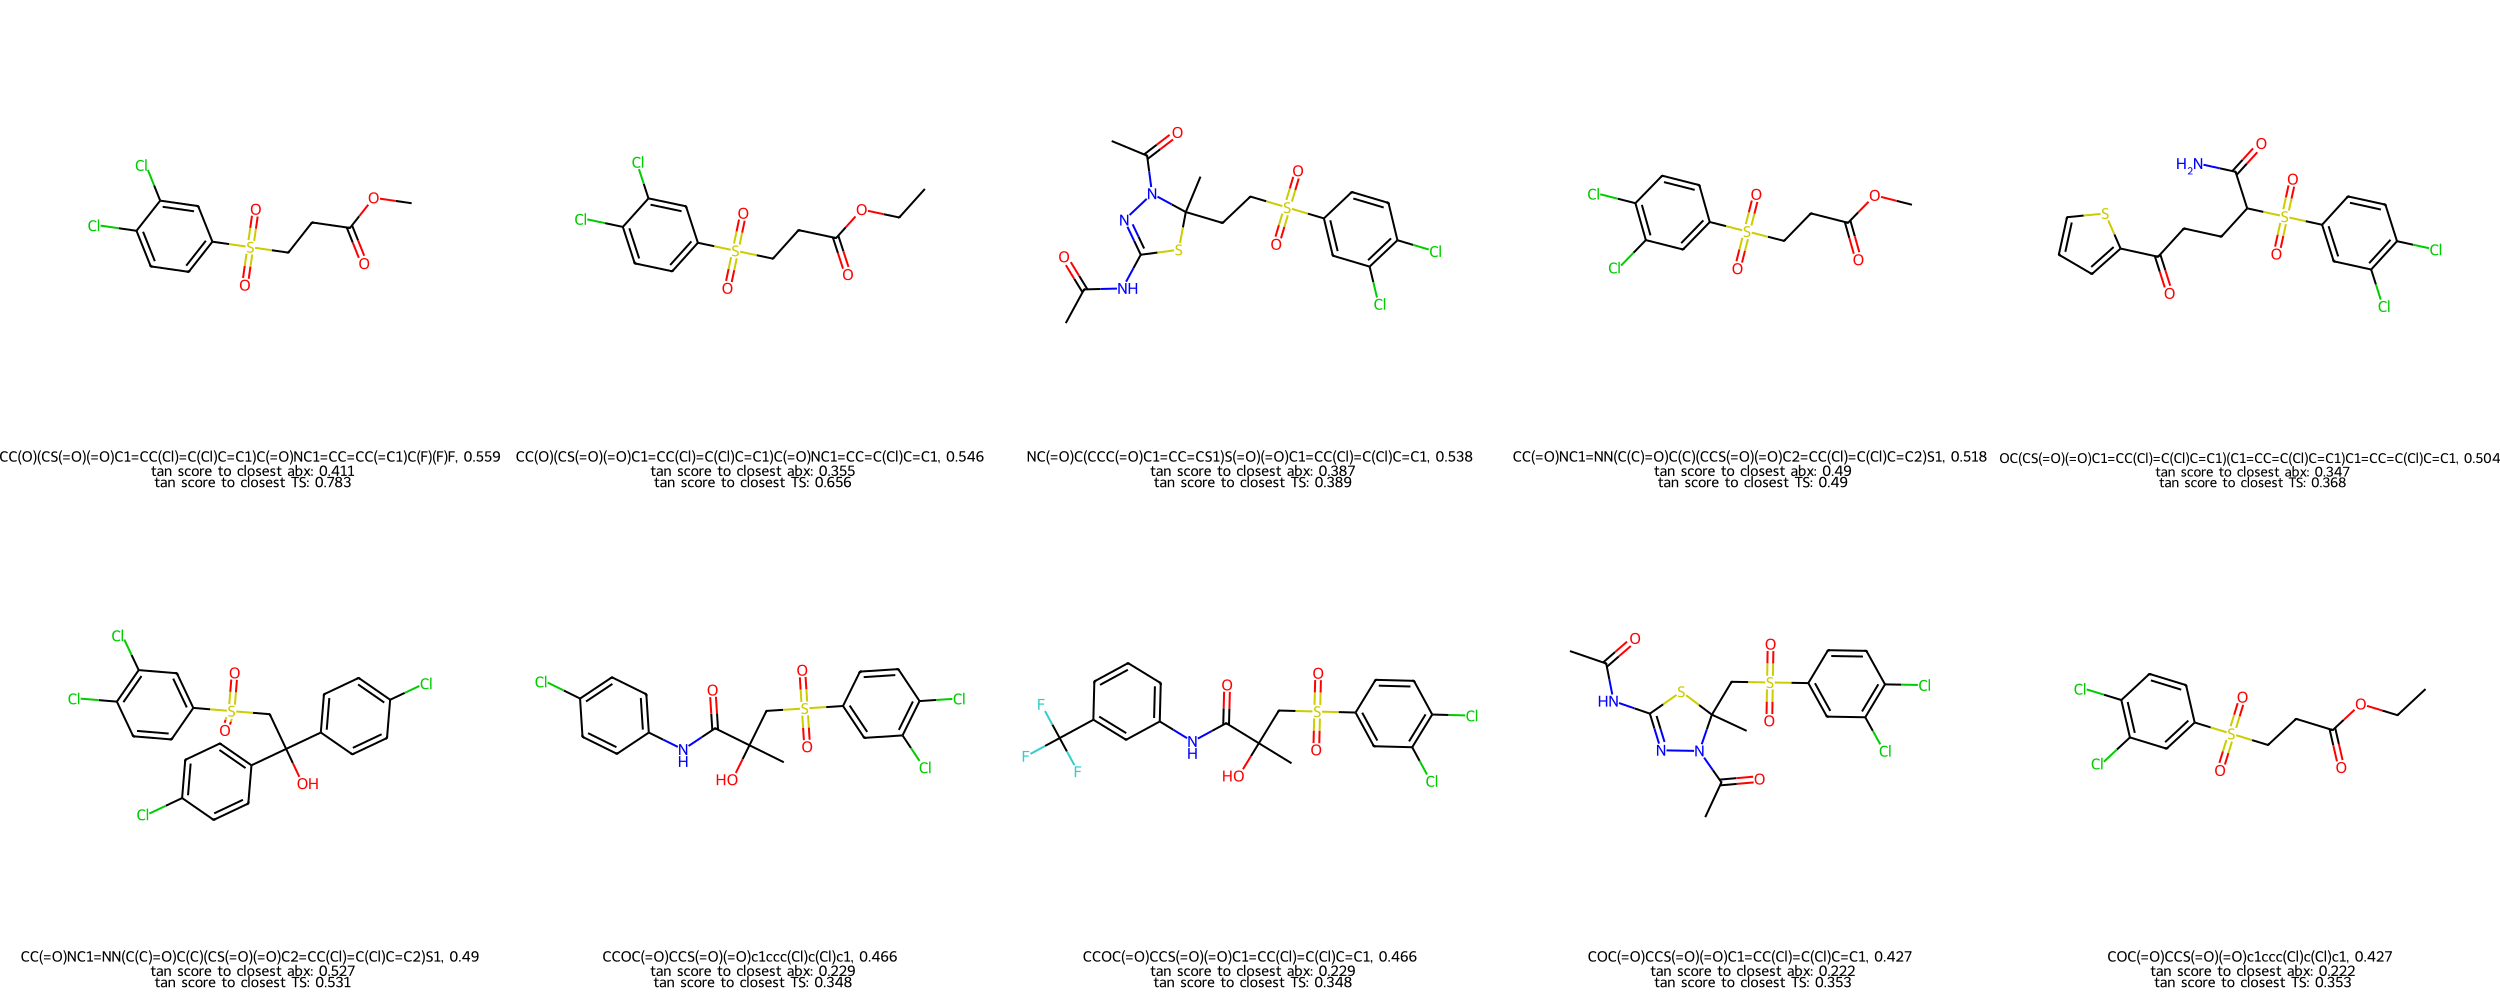 Cl
Cl
O
S
O
O
O
Cl
Cl
O
S
O
O
O
O
N
N
S
O
NH
O
S
O
Cl
Cl
Cl
Cl
O
S
O
O
O
H2N
O
S
O
O
S
O
Cl
Cl
CC(O)(CS(=O)(=O)C1=CC(Cl)=C(Cl)C=C1)C(=O)NC1=CC=CC(=C1)C(F)(F)F, 0.559
tan score to closest abx: 0.411
tan score to closest TS: 0.783
CC(O)(CS(=O)(=O)C1=CC(Cl)=C(Cl)C=C1)C(=O)NC1=CC=C(Cl)C=C1, 0.546
tan score to closest abx: 0.355
tan score to closest TS: 0.656
NC(=O)C(CCC(=O)C1=CC=CS1)S(=O)(=O)C1=CC(Cl)=C(Cl)C=C1, 0.538
tan score to closest abx: 0.387
tan score to closest TS: 0.389
CC(=O)NC1=NN(C(C)=O)C(C)(CCS(=O)(=O)C2=CC(Cl)=C(Cl)C=C2)S1, 0.518
tan score to closest abx: 0.49
tan score to closest TS: 0.49
OC(CS(=O)(=O)C1=CC(Cl)=C(Cl)C=C1)(C1=CC=C(Cl)C=C1)C1=CC=C(Cl)C=C1, 0.504
tan score to closest abx: 0.347
tan score to closest TS: 0.368
Cl
Cl
O
S
O
Cl
Cl
OH
Cl
N
H
O
HO
O
S
O
Cl
Cl
F
F
F
N
H
O
HO
O
S
O
Cl
Cl
O
HN
S
N
N
O
O
S
O
Cl
Cl
Cl
Cl
O
S
O
O
O
CC(=O)NC1=NN(C(C)=O)C(C)(CS(=O)(=O)C2=CC(Cl)=C(Cl)C=C2)S1, 0.49
tan score to closest abx: 0.527
tan score to closest TS: 0.531
CCOC(=O)CCS(=O)(=O)c1ccc(Cl)c(Cl)c1, 0.466
tan score to closest abx: 0.229
tan score to closest TS: 0.348
CCOC(=O)CCS(=O)(=O)C1=CC(Cl)=C(Cl)C=C1, 0.466
tan score to closest abx: 0.229
tan score to closest TS: 0.348
COC(=O)CCS(=O)(=O)C1=CC(Cl)=C(Cl)C=C1, 0.427
tan score to closest abx: 0.222
tan score to closest TS: 0.353
COC(=O)CCS(=O)(=O)c1ccc(Cl)c(Cl)c1, 0.427
tan score to closest abx: 0.222
tan score to closest TS: 0.353